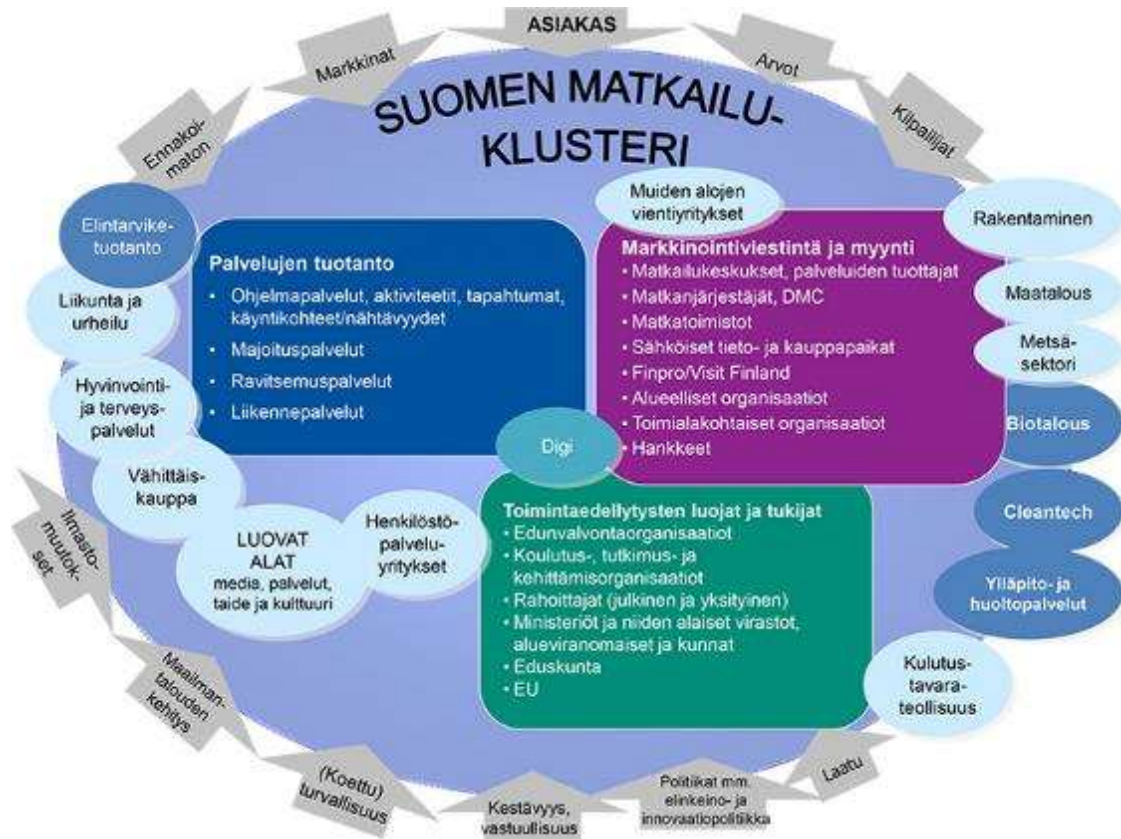 ASIAKAS
Markkinat
Arvot
Ennakoi-
maton
Kilpailijat
SUOMEN MATKAILU-
KLUSTERI
Muiden alojen
vientiyritykset
Elintarvike-
tuotanto
Rakentaminen
Palvelujen tuotanto
• Ohjelmapalvelut, aktiviteetit, tapahtumat,
käyntikohteet/nähtävyydet
• Majoituspalvelut
• Ravitsemuspalvelut
• Liikennepalvelut
Markkinointiviestintä ja myynti
• Matkailukeskukset, palveluiden tuottajat
• Matkanjärjestäjät, DMC
• Matkatoimistot
• Sähköiset tieto- ja kauppapaikat
• Finpro/Visit Finland
• Alueelliset organisaatiot
• Toimialakohtaiset organisaatiot
• Hankkeet
Liikunta ja
urheilu
Maatalous
Metsä-
sektori
Hyvinvointi-
ja terveys-
palvelut
Biotalous
Digi
Vähittäis-
kauppa
LUOVAT
ALAT
media, palvelut,
taide ja kulttuuri
Henkilöstö-
palvelu-
yritykset
Toimintaedellytysten luojat ja tukijat
• Edunvalvontaorganisaatiot
• Koulutus-, tutkimus- ja
kehittämisorganisaatiot
• Rahoittajat (julkinen ja yksityinen)
• Ministeriöt ja niiden alaiset virastot,
alueviranomaiset ja kunnat
• Eduskunta
• EU
Cleantech
Ylläpito- ja
huoltopalvelut
Kulutus-
tavara-
teollisuus
Ilmasto-
muutok-
set
Maailman-
talouden
kehitys
(Koettu)
turvallisuus
Kestävyys,
vastuullisuus
Politiikat mm.
elinkeino- ja
innovaatiopolitiikka
Laatu